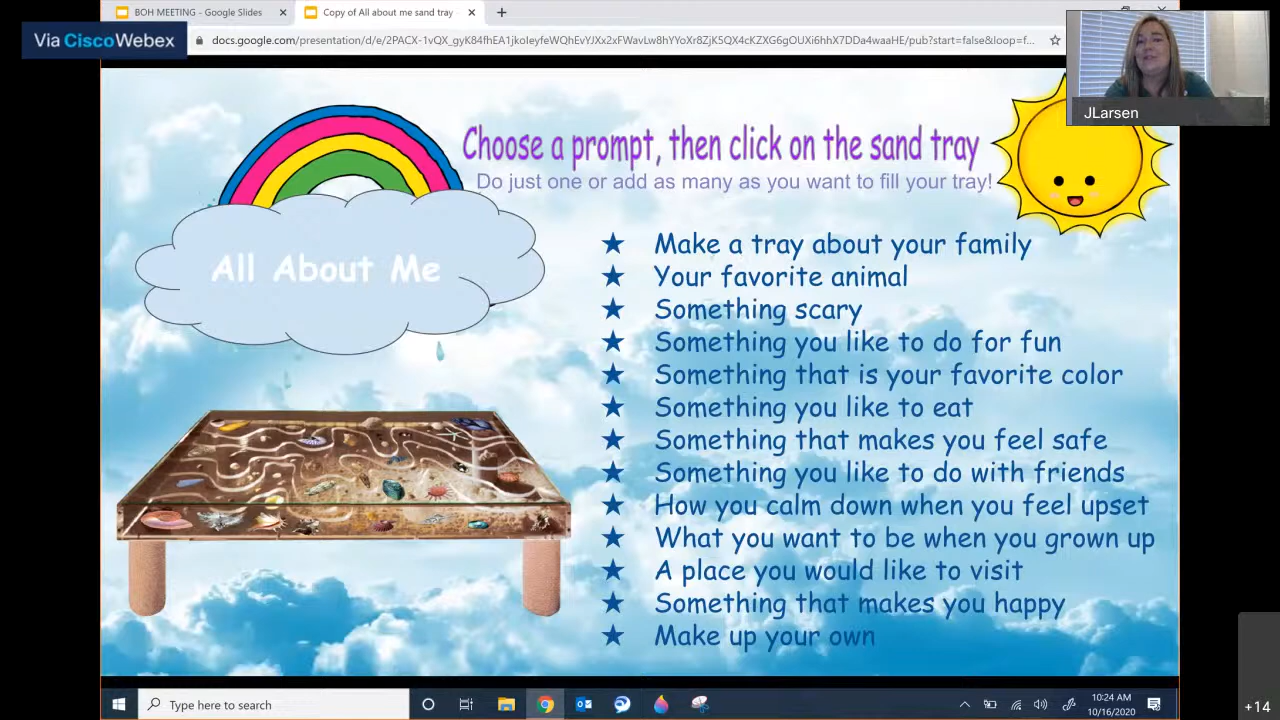 BOH MEETING - Google Slides
Copy of All about me sand tray
Via CiscoWebex
JLarsen
Choose a prompt, then click on the sand tray
Do just one or add as many as you want to fill your tray!
All About Me
★ Make a tray about your family
★ Your favorite animal
★ Something scary
★ Something you like to do for fun
★ Something that is your favorite color
★ Something you like to eat
★ Something that makes you feel safe
★ Something you like to do with friends
★ How you calm down when you feel upset
★ What you want to be when you grown up
★ A place you would like to visit
★ Something that makes you happy
★ Make up your own
Type here to search
10:24 AM
10/16/2020
+14